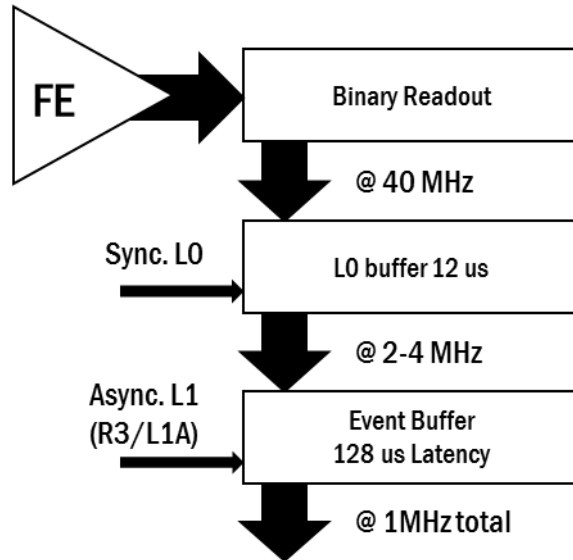 FE
Binary Readout
@ 40 MHz
Sync. L0
L0 buffer 12 us
@ 2-4 MHz
Async. L1
(R3/L1A)
Event Buffer
128 us Latency
@ 1MHz total